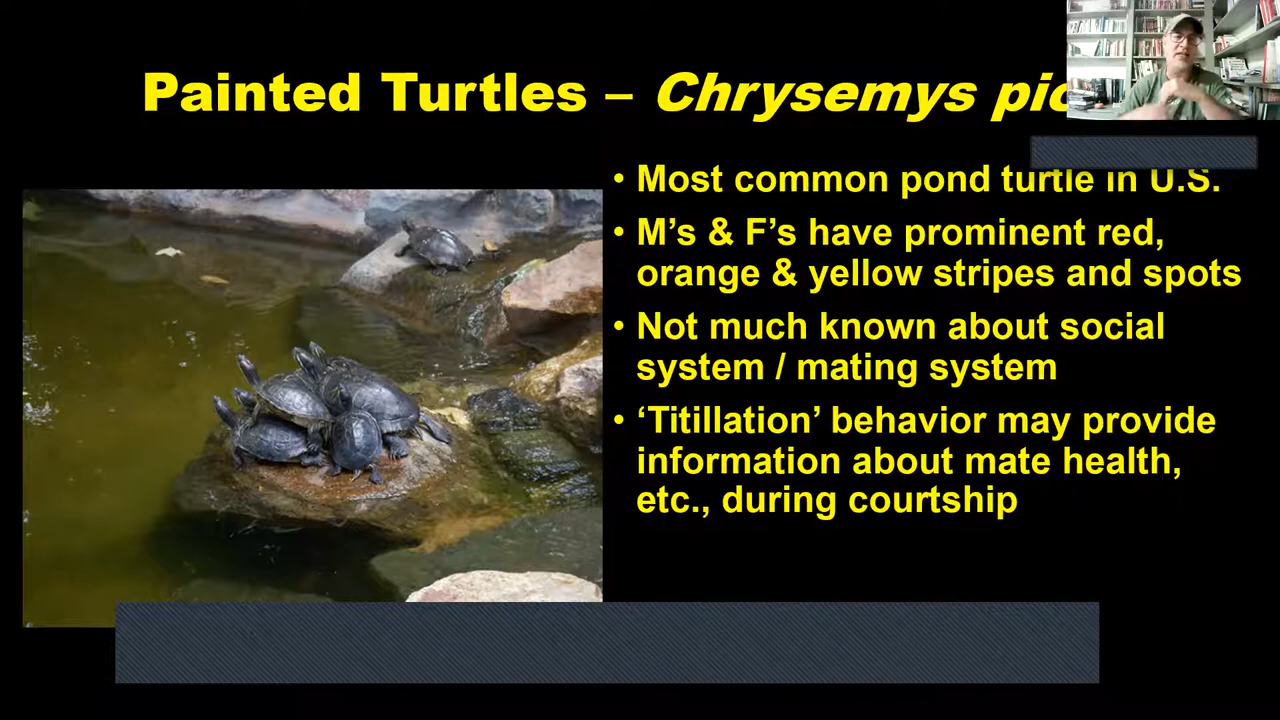 Painted Turtles – Chrysemys
• Most common pond turtle in U.S.
• M’s & F’s have prominent red,
orange & yellow stripes and spots
• Not much known about social
system / mating system
• ‘Titillation’ behavior may provide
information about mate health,
etc., during courtship